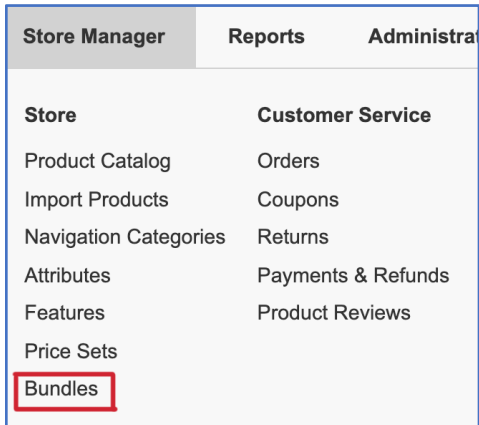 Store Manager Reports Administra
Store
Product Catalog
Import Products
Navigation Categories
Attributes
Features
Price Sets
Bundles
Customer Service
Orders
Coupons
Returns
Payments & Refunds
Product Reviews